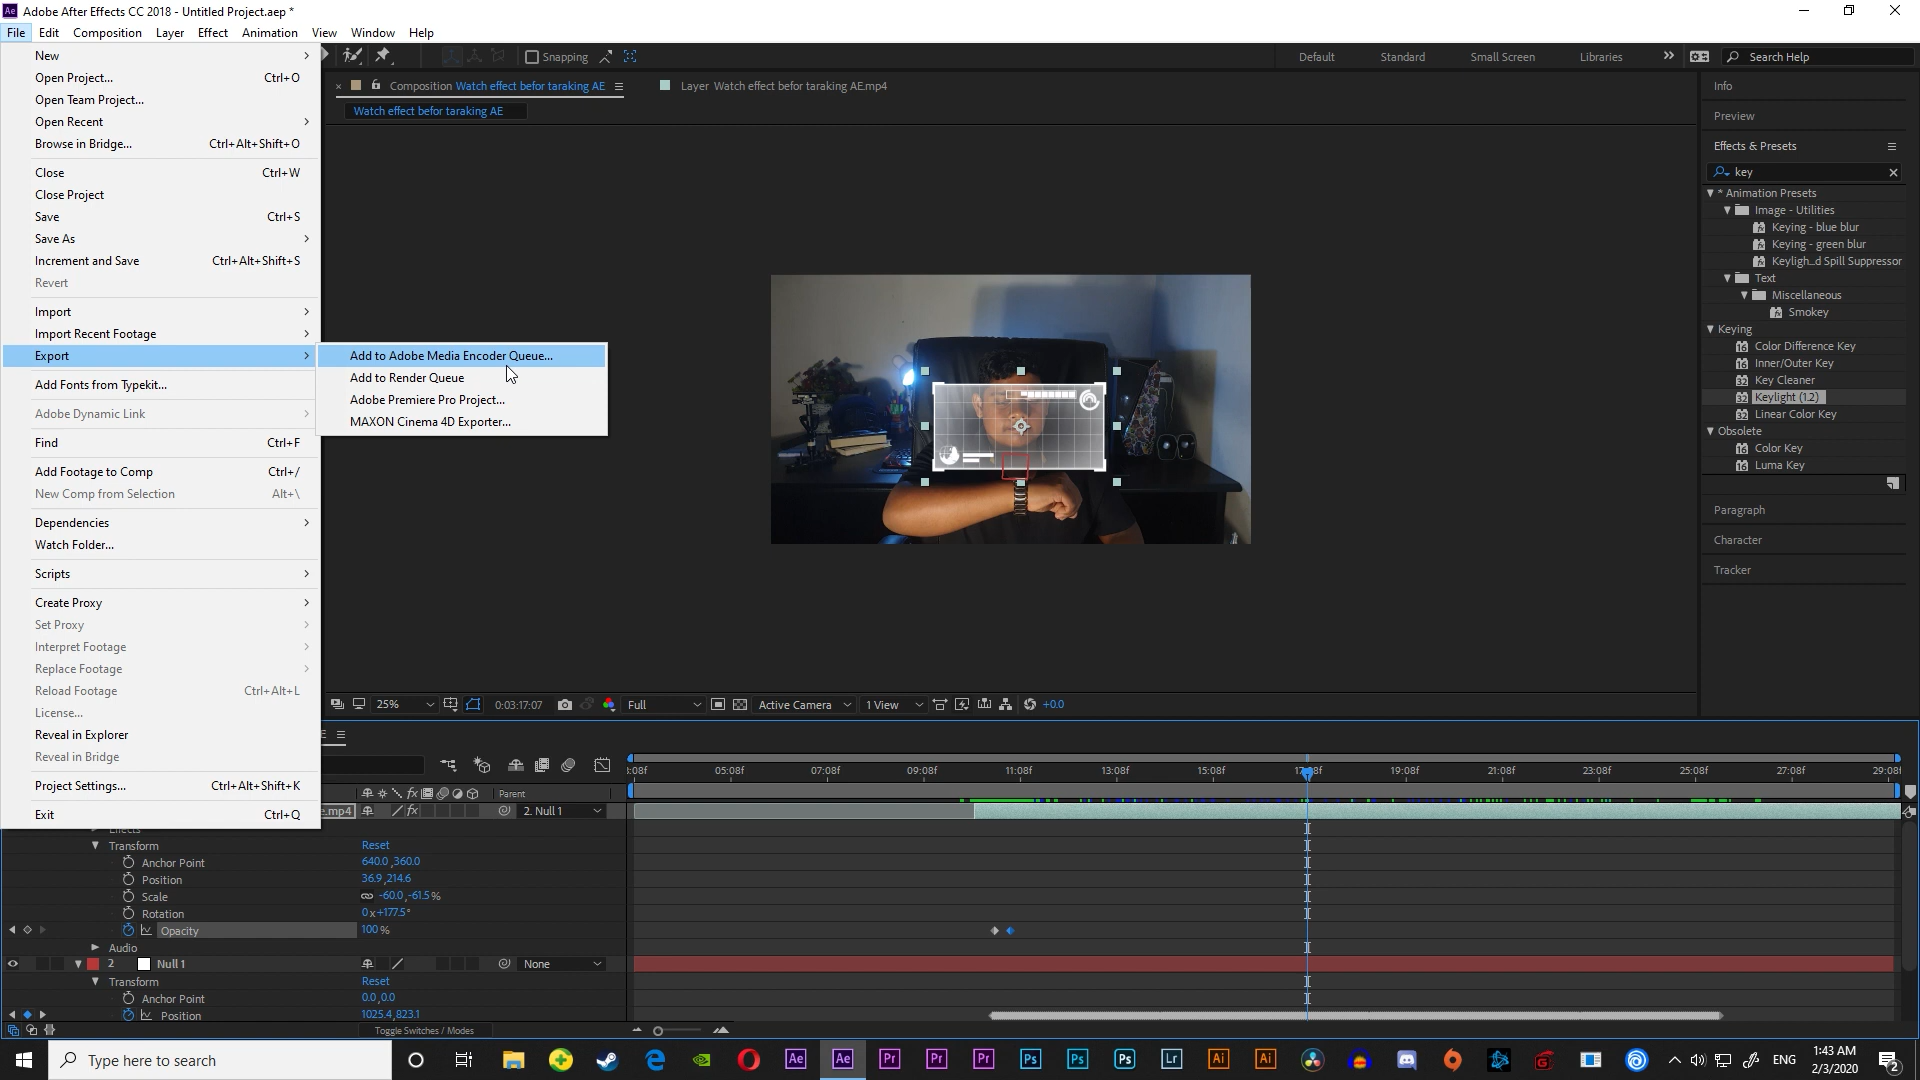 Adobe After Effects CC 2018 - Untitled Project.aep *
File Edit Composition Layer Effect Animation View Window Help
New
Open Project... Ctrl+O
Open Team Project...
Open Recent
Browse in Bridge... Ctrl+Alt+Shift+O
Close Ctrl+W
Close Project
Save Ctrl+S
Save As
Increment and Save Ctrl+Alt+Shift+S
Revert
Import
Import Recent Footage
Export
Add Fonts from Typekit...
Adobe Dynamic Link
Find Ctrl+F
Add Footage to Comp Ctrl+/
New Comp from Selection Alt+\
Dependencies
Watch Folder...
Scripts
Create Proxy
Set Proxy
Interpret Footage
Replace Footage
Reload Footage Ctrl+Alt+L
License...
Reveal in Explorer
Reveal in Bridge
Project Settings... Ctrl+Alt+Shift+K
Exit Ctrl+Q
Add to Adobe Media Encoder Queue...
Add to Render Queue
Adobe Premiere Pro Project...
MAXON Cinema 4D Exporter...
Snapping
Default Standard Small Screen Libraries
Search Help
Composition Watch effect befor taraking AE
Layer Watch effect befor taraking AE.mp4
Watch effect befor taraking AE
Info
Preview
Effects & Presets
key
* Animation Presets
Image - Utilities
Keying - blue blur
Keying - green blur
Keyligh...d Spill Suppressor
Text
Miscellaneous
Smokey
Keying
Color Difference Key
Inner/Outer Key
Key Cleaner
Keylight (1.2)
Linear Color Key
Obsolete
Color Key
Luma Key
Paragraph
Character
Tracker
25% 0:03:17:07 Full Active Camera 1 View +0.0
:08f 05:08f 07:08f 09:08f 11:08f 13:08f 15:08f 17:08f 19:08f 21:08f 23:08f 25:08f 27:08f 29:08f
Parent
e.mp4 2. Null 1
Effects
Transform Reset
Anchor Point 640.0,360.0
Position 36.9,214.6
Scale -60.0,-61.5%
Rotation 0x+177.5°
Opacity 100%
Audio
2 Null 1 None
Transform Reset
Anchor Point 0.0,0.0
Position 1025.4,823.1
Toggle Switches / Modes
Type here to search
ENG
1:43 AM
2/3/2020
2